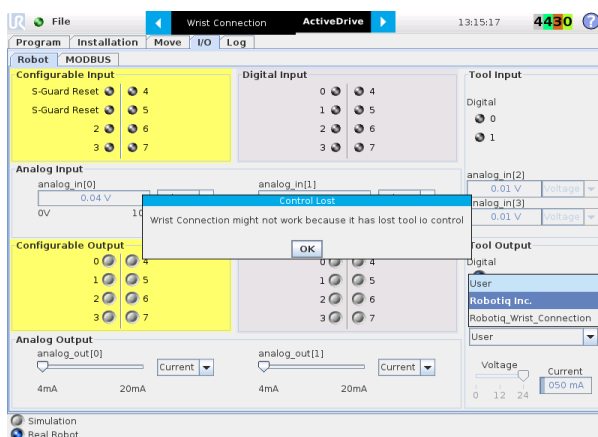 UR File Wrist Connection ActiveDrive 13:15:17 4430 ?
Program Installation Move I/O Log
Robot MODBUS
Configurable Input Digital Input Tool Input
S-Guard Reset 4 0 4
Digital
S-Guard Reset 5 1 5
0
2 6 2 6
1
3 7 3 7
Analog Input
analog_in[0] analog_in[1] analog_in[2]
0.04 V 0.01 V Voltage
analog_in[3]
0V 10 0.01 V Voltage
Control Lost
Wrist Connection might not work because it has lost tool io control
OK
Configurable Output Tool Output
0 4 0 4 Digital
1 5 1 5
User
2 6 2 6
Robotiq Inc.
3 7 3 7
Robotiq_Wrist_Connection
User
Analog Output
analog_out[0] analog_out[1]
Current Current
4mA 20mA 4mA 20mA
Voltage
0 12 24
Current
050 mA
Simulation
Real Robot